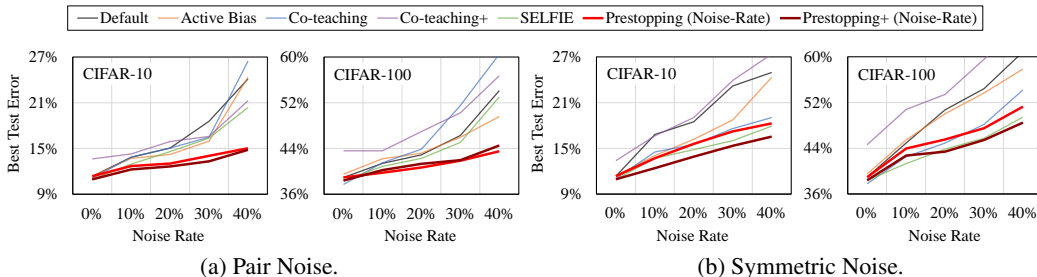 Default Active Bias Co-teaching Co-teaching+ SELFIE Prestopping (Noise-Rate) Prestopping+ (Noise-Rate)
Best Test Error
27%
21%
15%
9%
CIFAR-10
0% 10% 20% 30% 40%
Noise Rate
60%
52%
44%
36%
CIFAR-100
0% 10% 20% 30% 40%
Noise Rate
(a) Pair Noise.
Best Test Error
27%
21%
15%
9%
CIFAR-10
0% 10% 20% 30% 40%
Noise Rate
60%
52%
44%
36%
CIFAR-100
0% 10% 20% 30% 40%
Noise Rate
(b) Symmetric Noise.